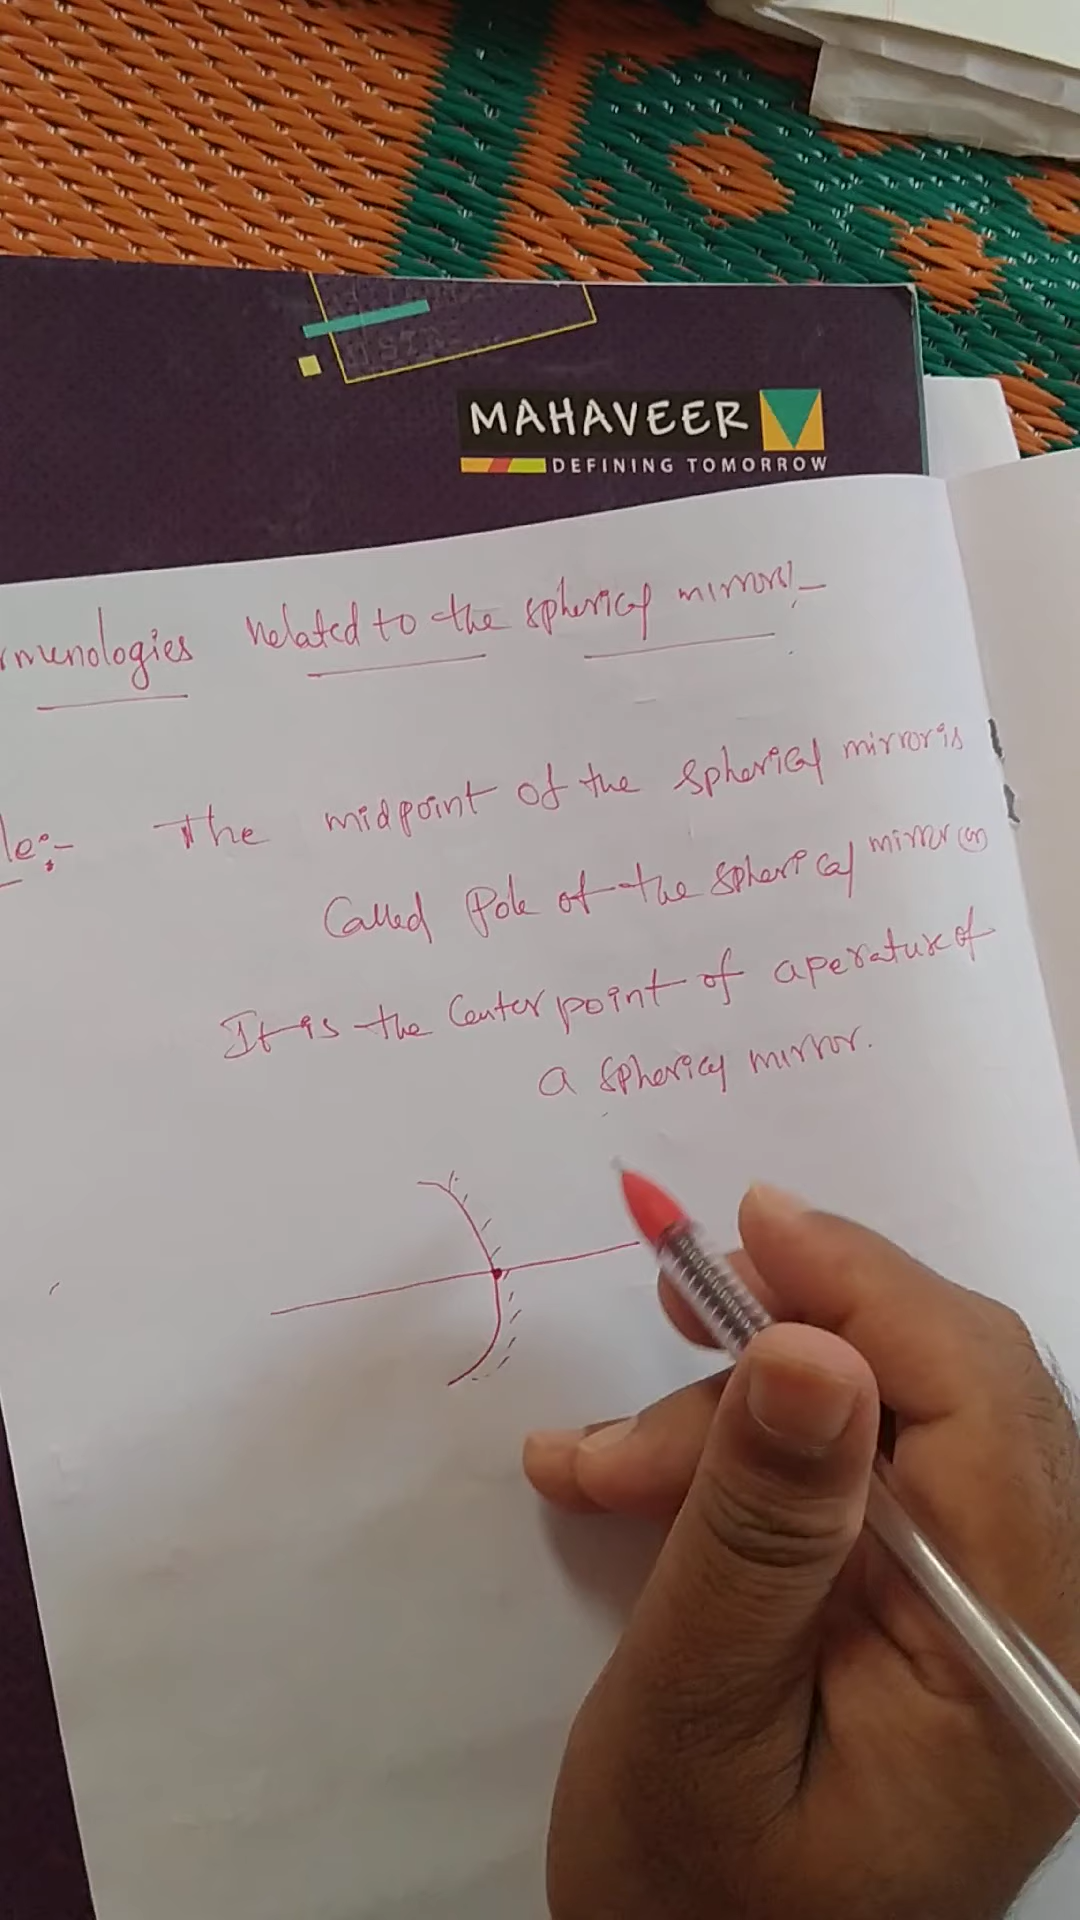 MAHAVEER
DEFINING TOMORROW
rmenologies related to the spherical mirrors:-
le:- The midpoint of the spherical mirror is
Called Pole of the spherical mirror (or)
It is the Center point of aperature of
a spherical mirror.